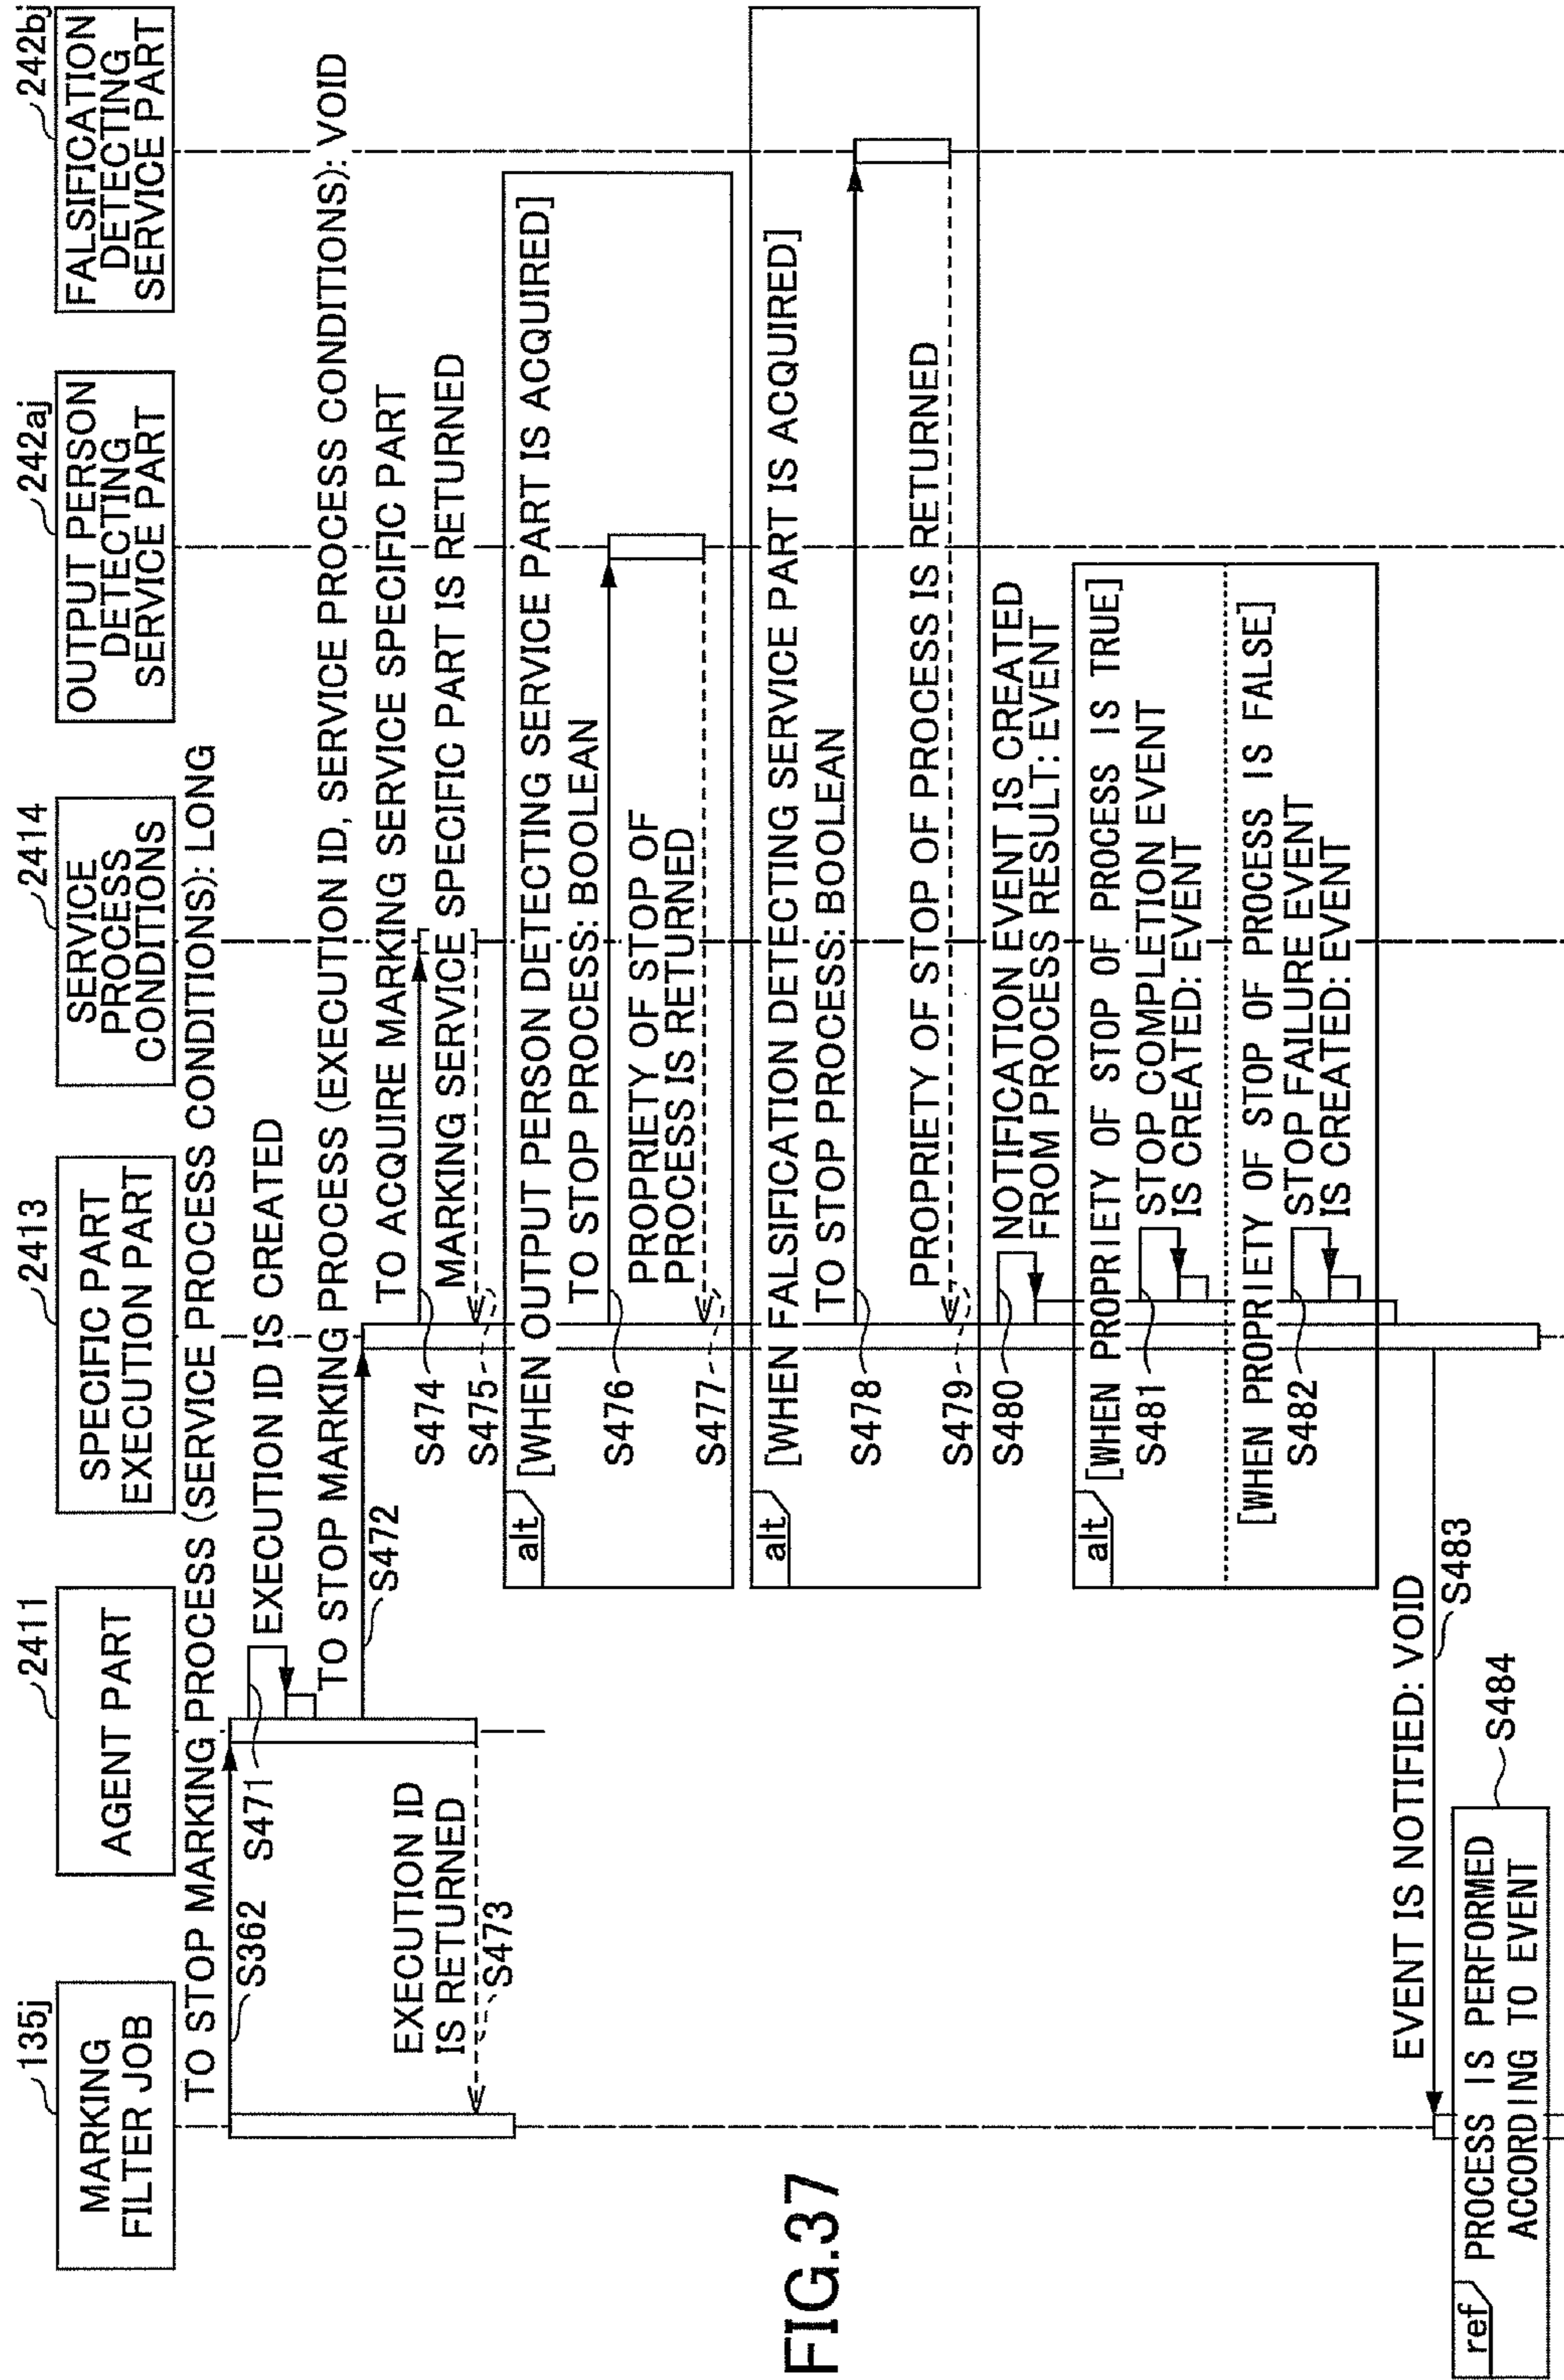 FIG.37
135j
MARKING
FILTER JOB
2411
AGENT PART
2413
SPECIFIC PART
EXECUTION PART
2414
SERVICE
PROCESS
CONDITIONS
242aj
OUTPUT PERSON
DETECTING
SERVICE PART
242bj
FALSIFICATION
DETECTING
SERVICE PART
TO STOP MARKING PROCESS (SERVICE PROCESS CONDITIONS): LONG
S362
S471
EXECUTION ID IS CREATED
TO STOP MARKING PROCESS (EXECUTION ID, SERVICE PROCESS CONDITIONS): VOID
S472
EXECUTION ID
IS RETURNED
S473
TO ACQUIRE MARKING SERVICE SPECIFIC PART
S474
MARKING SERVICE SPECIFIC PART IS RETURNED
S475
alt
[WHEN OUTPUT PERSON DETECTING SERVICE PART IS ACQUIRED]
TO STOP PROCESS: BOOLEAN
S476
PROPRIETY OF STOP OF
PROCESS IS RETURNED
S477
alt
[WHEN FALSIFICATION DETECTING SERVICE PART IS ACQUIRED]
TO STOP PROCESS: BOOLEAN
S478
PROPRIETY OF STOP OF PROCESS IS RETURNED
S479
S480
NOTIFICATION EVENT IS CREATED
FROM PROCESS RESULT: EVENT
alt
[WHEN PROPRIETY OF STOP OF PROCESS IS TRUE]
S481
STOP COMPLETION EVENT
IS CREATED: EVENT
[WHEN PROPRIETY OF STOP OF PROCESS IS FALSE]
S482
STOP FAILURE EVENT
IS CREATED: EVENT
EVENT IS NOTIFIED: VOID
S483
ref
PROCESS IS PERFORMED
ACCORDING TO EVENT
S484